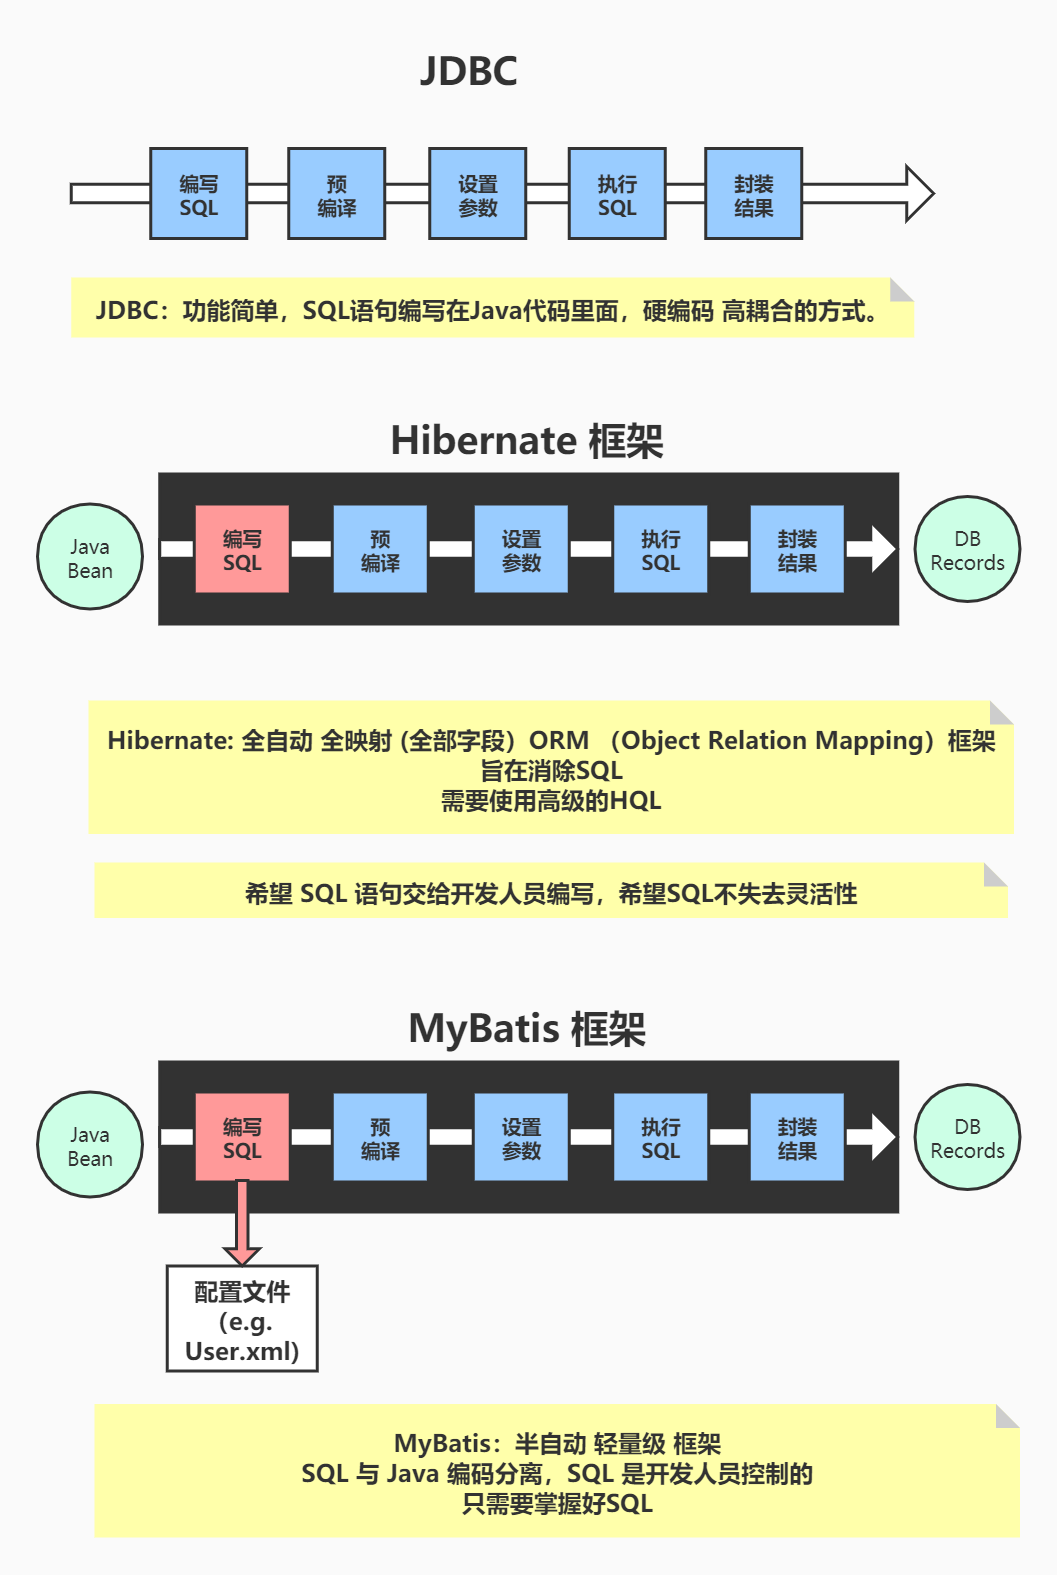 JDBC
编写
SQL
预
编译
设置
参数
执行
SQL
封装
结果
JDBC：功能简单，SQL语句编写在Java代码里面，硬编码 高耦合的方式。
Hibernate 框架
Java
Bean
编写
SQL
预
编译
设置
参数
执行
SQL
封装
结果
DB
Records
Hibernate: 全自动 全映射 (全部字段）ORM （Object Relation Mapping）框架
旨在消除SQL
需要使用高级的HQL
希望 SQL 语句交给开发人员编写，希望SQL不失去灵活性
MyBatis 框架
Java
Bean
编写
SQL
预
编译
设置
参数
执行
SQL
封装
结果
DB
Records
配置文件
（e.g.
User.xml)
MyBatis：半自动 轻量级 框架
SQL 与 Java 编码分离，SQL 是开发人员控制的
只需要掌握好SQL